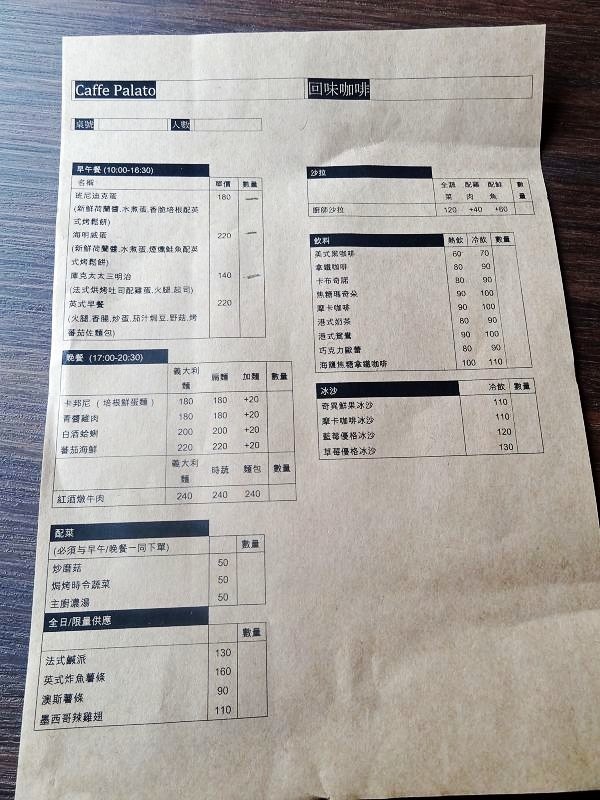 Caffe Palato 回味咖啡
桌號 人數
早午餐 (10:00-16:30)
名稱 單價 數量
班尼迪克蛋 180
(新鮮荷蘭醬,水煮蛋,香脆培根配英
式烤鬆餅)
海明威蛋 220
(新鮮荷蘭醬,水煮蛋,煙燻鮭魚配英
式烤鬆餅)
庫克太太三明治 140
(法式烘烤吐司配雞蛋,火腿,起司)
英式早餐 220
(火腿,香腸,炒蛋,茄汁焗豆,野菇,烤
蕃茄佐麵包)
晚餐 (17:00-20:30)
義大利
麵 扁麵 加麵 數量
卡邦尼 ( 培根鮮蛋麵 ) 180 180 +20
青醬雞肉 180 180 +20
白酒蛤蜊 200 200 +20
蕃茄海鮮 220 220 +20
義大利
麵 時蔬 麵包 數量
紅酒燉牛肉 240 240 240
配菜
(必須与早午/晚餐一同下單) 數量
炒磨菇 50
焗烤時令蔬菜 50
主廚濃湯 50
全日/限量供應
數量
法式鹹派 130
英式炸魚薯條 160
澳斯薯條 90
墨西哥辣雞翅 110
沙拉
全蔬 配雞 配鮭 數
菜 肉 魚 量
廚師沙拉 120 +40 +60
飲料 熱飲 冷飲 數量
美式黑咖啡 60 70
拿鐵咖啡 80 90
卡布奇諾 80 90
焦糖瑪奇朵 90 100
摩卡咖啡 90 100
港式奶茶 80 90
港式鴛鴦 90 100
巧克力歐蕾 80 90
海鹽焦糖拿鐵咖啡 100 110
冰沙 冷飲 數量
奇異鮮果冰沙 110
摩卡咖啡冰沙 110
藍莓優格冰沙 120
草莓優格冰沙 130